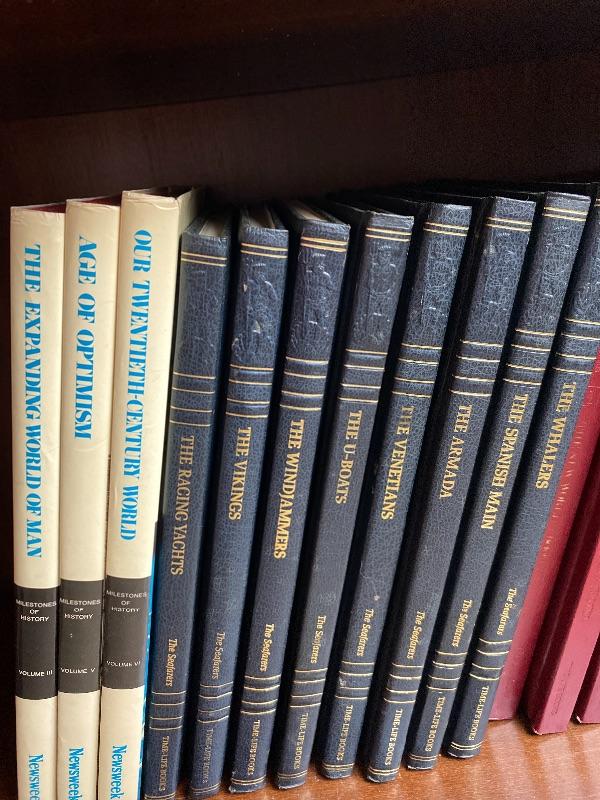 THE EXPANDING WORLD OF MAN
MILESTONES
OF
HISTORY
VOLUME III
Newsweek
AGE OF OPTIMISM
MILESTONES
OF
HISTORY
VOLUME V
Newsweek
OUR TWENTIETH-CENTURY WORLD
MILESTONES
OF
HISTORY
VOLUME VI
Newsweek
THE RACING YACHTS
The Seafarers
TIME-LIFE BOOKS
THE VIKINGS
The Seafarers
TIME-LIFE BOOKS
THE WINDJAMMERS
The Seafarers
TIME-LIFE BOOKS
THE U-BOATS
The Seafarers
TIME-LIFE BOOKS
THE VENETIANS
The Seafarers
TIME-LIFE BOOKS
THE ARMADA
The Seafarers
TIME-LIFE BOOKS
THE SPANISH MAIN
The Seafarers
TIME-LIFE BOOKS
THE WHALERS
The Seafarers
TIME-LIFE BOOKS